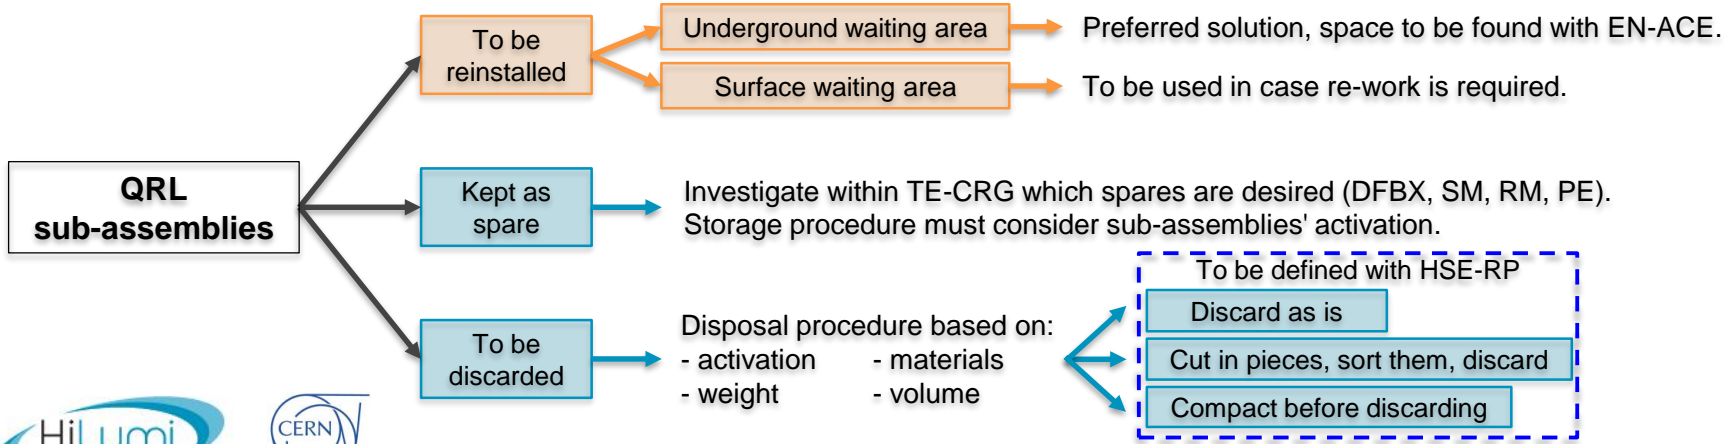 QRL
sub-assemblies
To be
reinstalled
Underground waiting area
Preferred solution, space to be found with EN-ACE.
Surface waiting area
To be used in case re-work is required.
Kept as
spare
Investigate within TE-CRG which spares are desired (DFBX, SM, RM, PE).
Storage procedure must consider sub-assemblies' activation.
To be
discarded
Disposal procedure based on:
- activation - materials
- weight - volume
To be defined with HSE-RP
Discard as is
Cut in pieces, sort them, discard
Compact before discarding
HiLumi
CERN